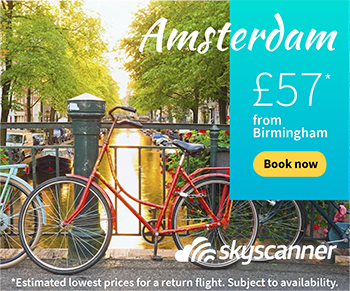 Amsterdam
£57*
from
Birmingham
Book now
skyscanner
*Estimated lowest prices for a return flight. Subject to availability.